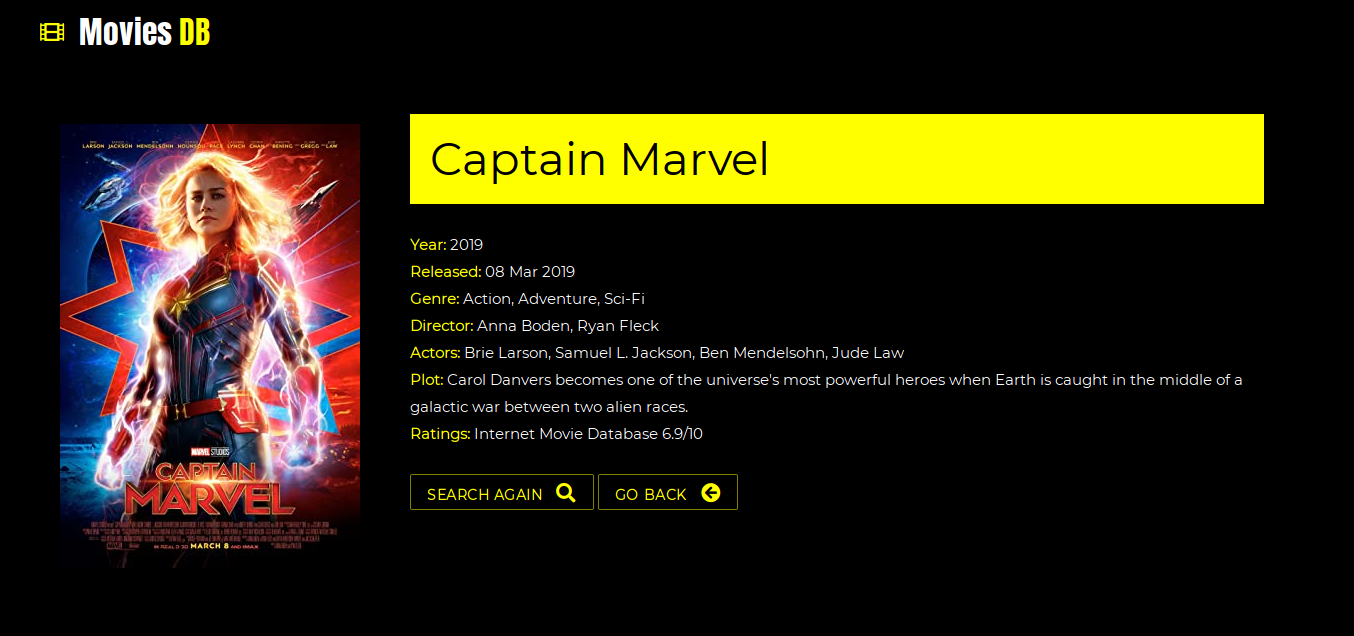 Movies DB
LARSON JACKSON MENDELSOHN HOUNSOU PACE LYNCH CHAN BENING GREGG LAW
Captain Marvel
Year: 2019
Released: 08 Mar 2019
Genre: Action, Adventure, Sci-Fi
Director: Anna Boden, Ryan Fleck
Actors: Brie Larson, Samuel L. Jackson, Ben Mendelsohn, Jude Law
Plot: Carol Danvers becomes one of the universe's most powerful heroes when Earth is caught in the middle of a
galactic war between two alien races.
Ratings: Internet Movie Database 6.9/10
MARVEL STUDIOS
CAPTAIN
MARVEL
IN REAL D 3D MARCH 8 AND IMAX
SEARCH AGAIN
GO BACK